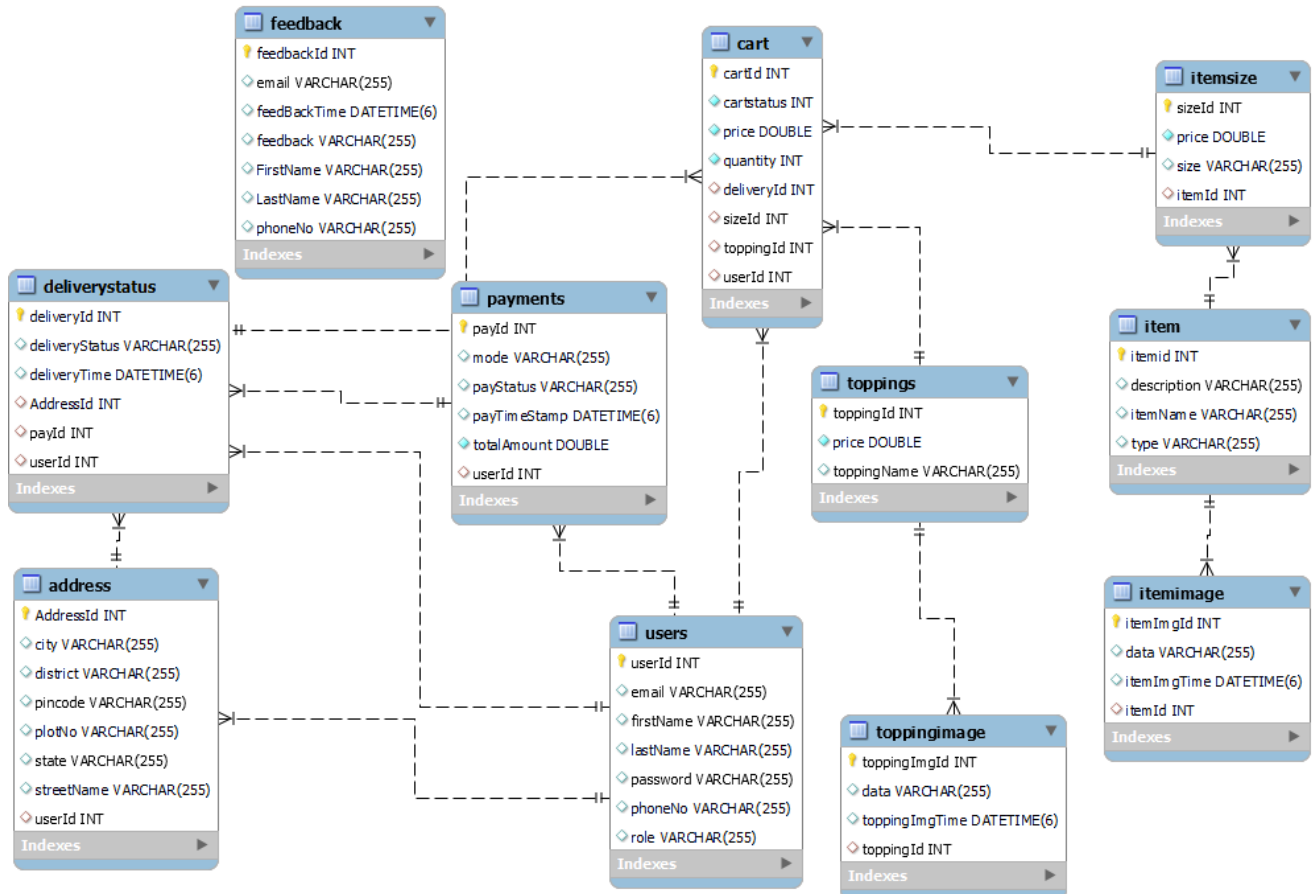 feedback
feedbackId INT
email VARCHAR(255)
feedBackTime DATETIME(6)
feedback VARCHAR(255)
FirstName VARCHAR(255)
LastName VARCHAR(255)
phoneNo VARCHAR(255)
Indexes
cart
cartId INT
cartstatus INT
price DOUBLE
quantity INT
deliveryId INT
sizeId INT
toppingId INT
userId INT
Indexes
itemsize
sizeId INT
price DOUBLE
size VARCHAR(255)
itemId INT
Indexes
deliverystatus
deliveryId INT
deliveryStatus VARCHAR(255)
deliveryTime DATETIME(6)
AddressId INT
payId INT
userId INT
Indexes
payments
payId INT
mode VARCHAR(255)
payStatus VARCHAR(255)
payTimeStamp DATETIME(6)
totalAmount DOUBLE
userId INT
Indexes
toppings
toppingId INT
price DOUBLE
toppingName VARCHAR(255)
Indexes
item
itemid INT
description VARCHAR(255)
itemName VARCHAR(255)
type VARCHAR(255)
Indexes
address
AddressId INT
city VARCHAR(255)
district VARCHAR(255)
pincode VARCHAR(255)
plotNo VARCHAR(255)
state VARCHAR(255)
streetName VARCHAR(255)
userId INT
Indexes
users
userId INT
email VARCHAR(255)
firstName VARCHAR(255)
lastName VARCHAR(255)
password VARCHAR(255)
phoneNo VARCHAR(255)
role VARCHAR(255)
Indexes
toppingimage
toppingImgId INT
data VARCHAR(255)
toppingImgTime DATETIME(6)
toppingId INT
Indexes
itemimage
itemImgId INT
data VARCHAR(255)
itemImgTime DATETIME(6)
itemId INT
Indexes